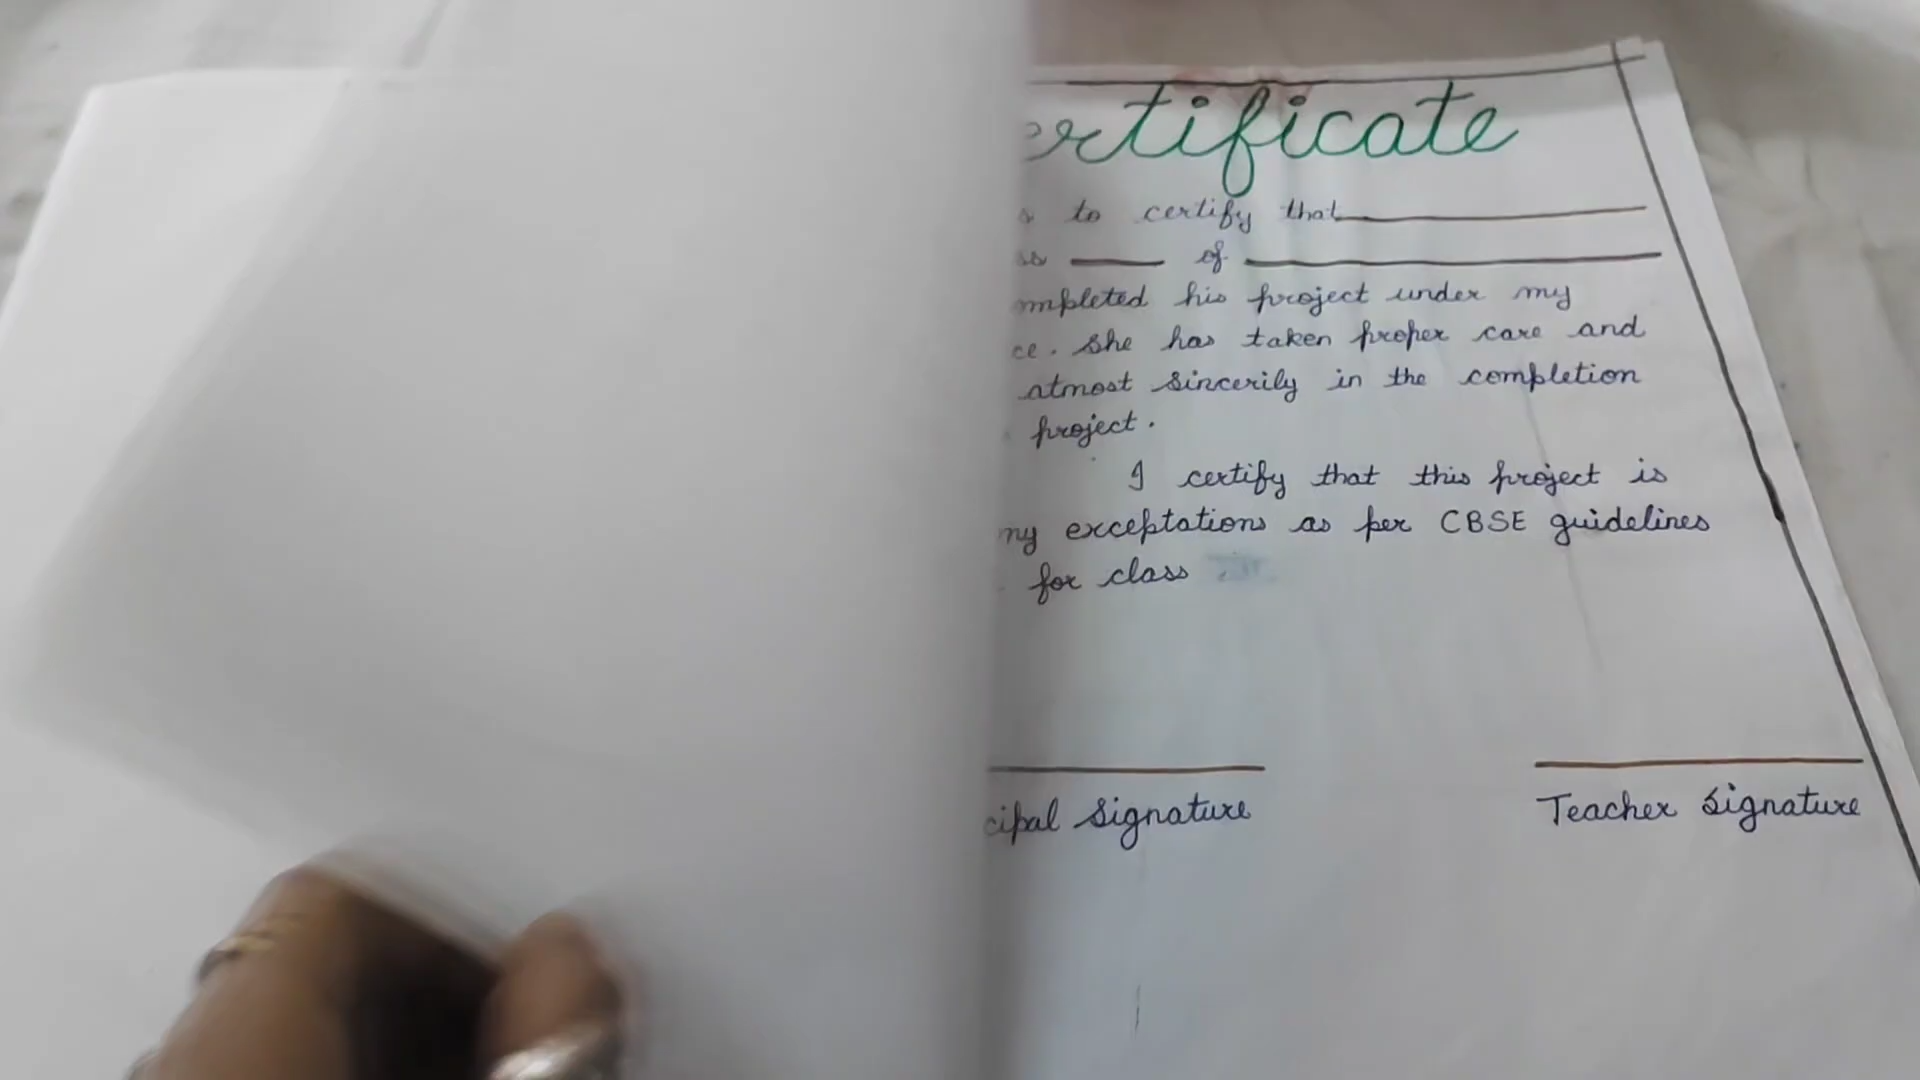 ertificate
to certify that
of
mpleted his project under my
ce. She has taken proper care and
atmost sincerily in the completion
project.
I certify that this project is
my exceptations as per CBSE guidelines
for class
cipal Signature
Teacher Signature